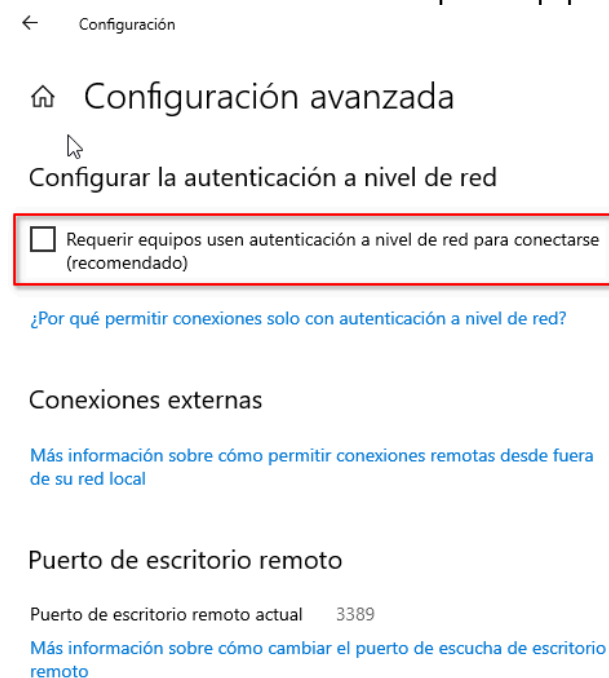 Configuración
Configuración avanzada
Configurar la autenticación a nivel de red
Requerir equipos usen autenticación a nivel de red para conectarse
(recomendado)
¿Por qué permitir conexiones solo con autenticación a nivel de red?
Conexiones externas
Más información sobre cómo permitir conexiones remotas desde fuera
de su red local
Puerto de escritorio remoto
Puerto de escritorio remoto actual 3389
Más información sobre cómo cambiar el puerto de escucha de escritorio
remoto